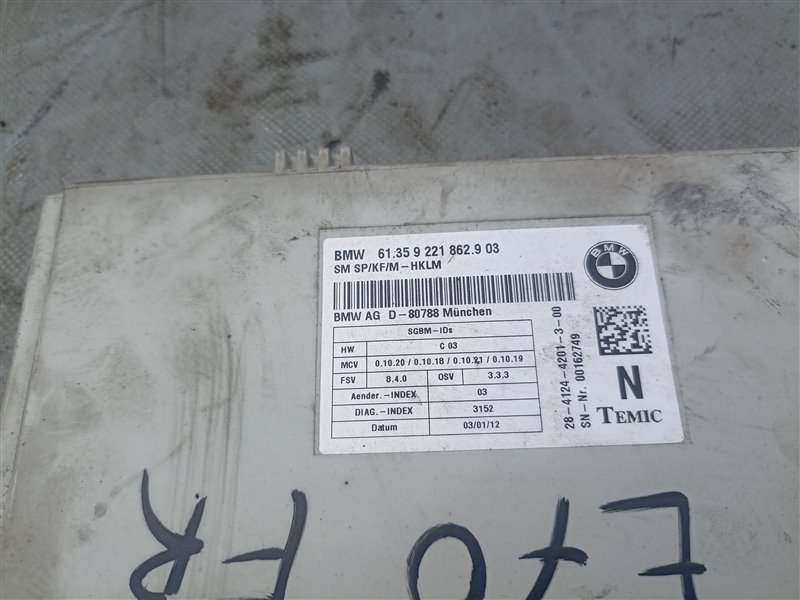 BMW 61.35 9 221 862.9 03
SM SP/KF/M-HKLM
BMW AG D-80788 München
SGBM-IDs
HW C 03
MCV 0.10.20 / 0.10.18 / 0.10.21 / 0.10.19
FSV 8.4.0 OSV 3.3.3
Aender.-INDEX 03
DIAG.-INDEX 3152
Datum 03/01/12
28-4124-4201-3-00
SN-Nr. 00162749
BMW
N
TEMIC
FR